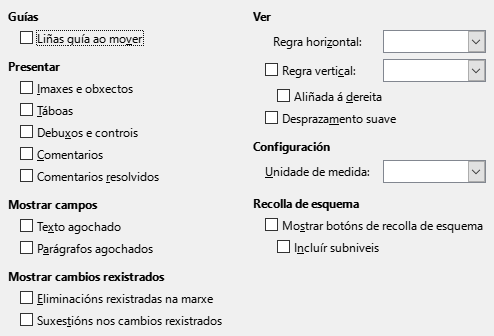 Guías
Liñas guía ao mover
Presentar
Imaxes e obxectos
Táboas
Debuxos e controis
Comentarios
Comentarios resolvidos
Mostrar campos
Texto agochado
Parágrafos agochados
Mostrar cambios rexistrados
Eliminacións rexistradas na marxe
Suxestións nos cambios rexistrados
Ver
Regra horizontal:
Regra vertical:
Aliñada á dereita
Desprazamento suave
Configuración
Unidade de medida:
Recolla de esquema
Mostrar botóns de recolla de esquema
Incluír subniveis